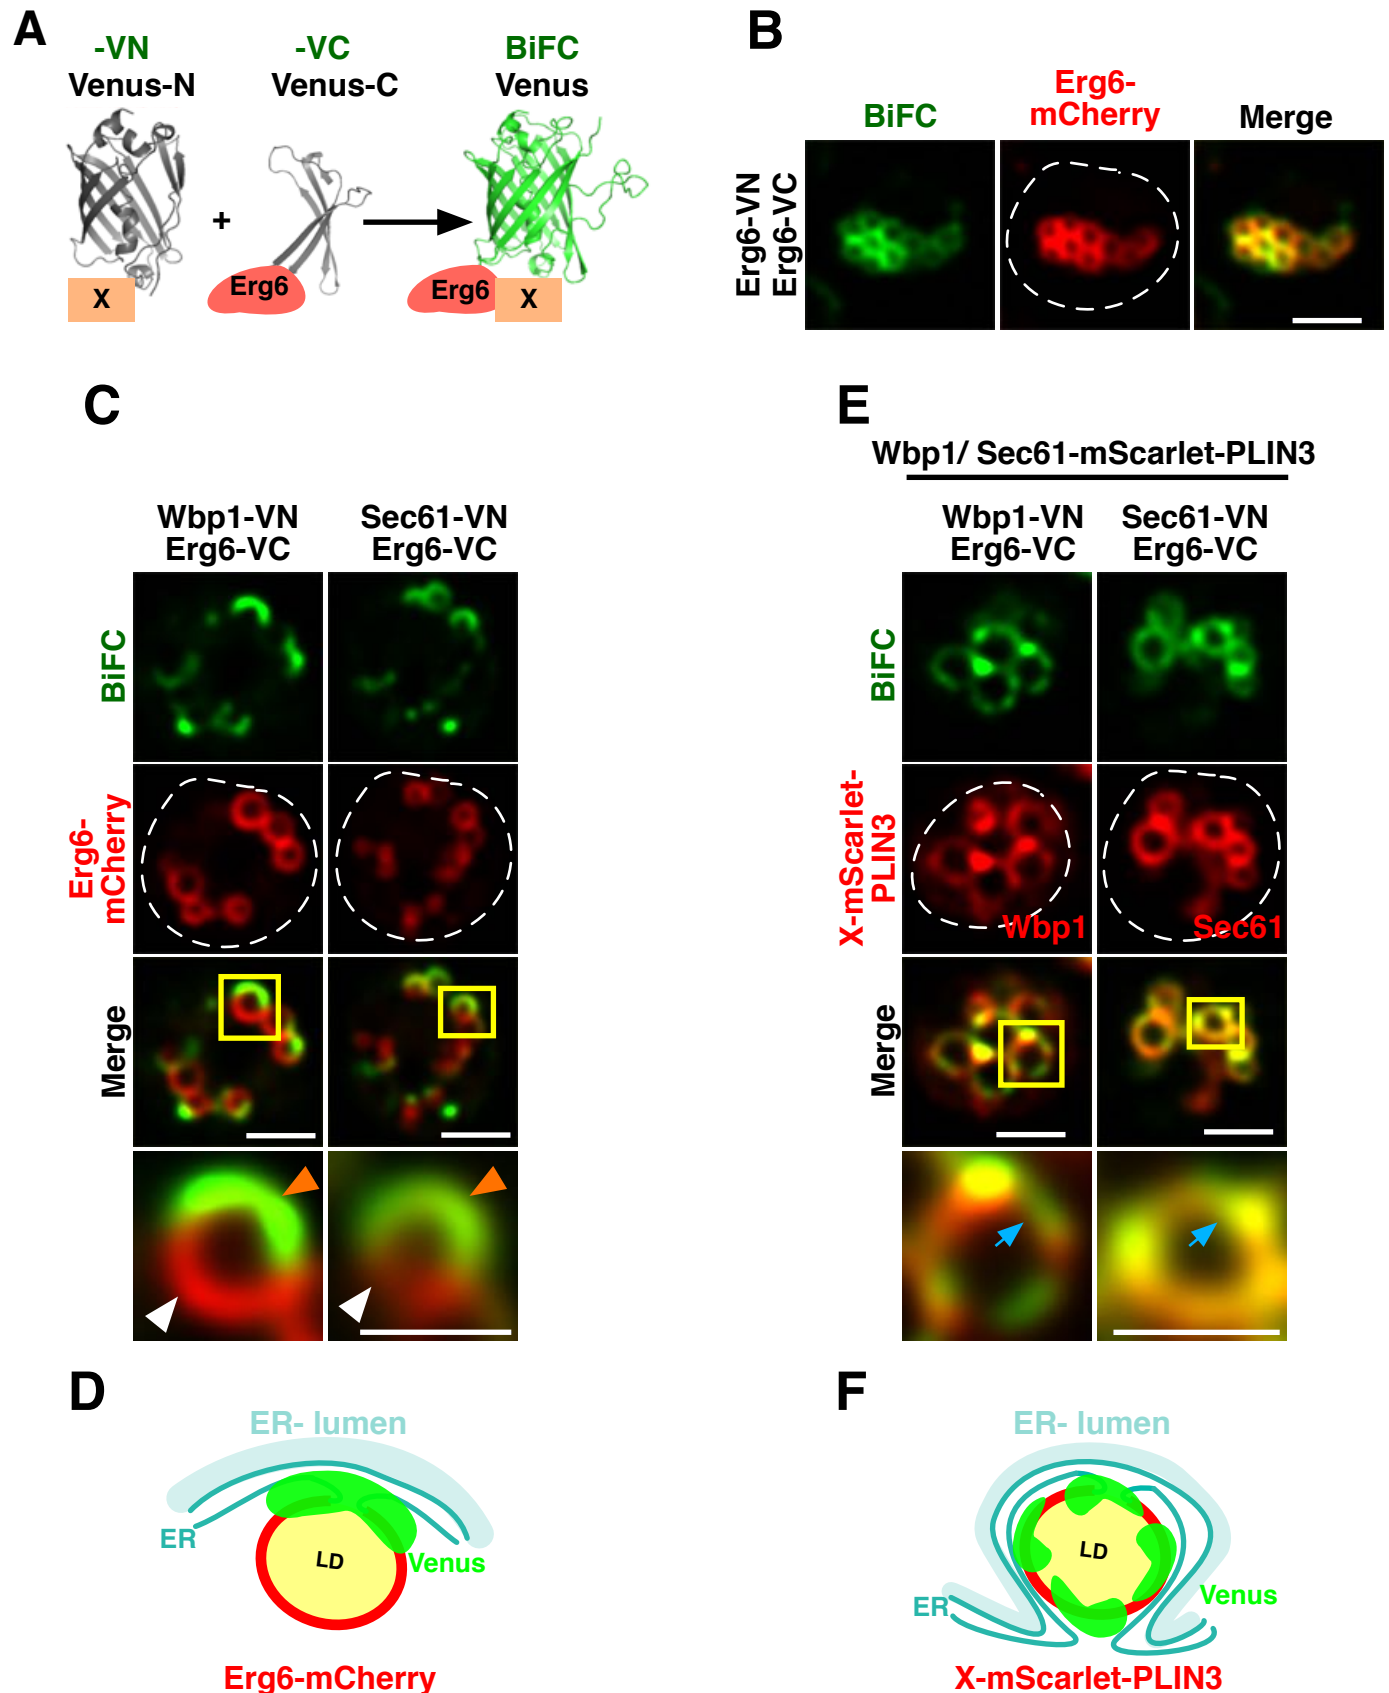 A
-VN
Venus-N
-VC
Venus-C
BiFC
Venus
+
X
Erg6
Erg6
X
B
BiFC
Erg6-
mCherry
Merge
Erg6-VN
Erg6-VC
C
Wbp1-VN
Erg6-VC
Sec61-VN
Erg6-VC
BiFC
Erg6-
mCherry
Merge
E
Wbp1/ Sec61-mScarlet-PLIN3
Wbp1-VN
Erg6-VC
Sec61-VN
Erg6-VC
BiFC
X-mScarlet-
PLIN3
Wbp1
Sec61
Merge
D
ER- lumen
ER
LD
Venus
Erg6-mCherry
F
ER- lumen
LD
ER
Venus
X-mScarlet-PLIN3